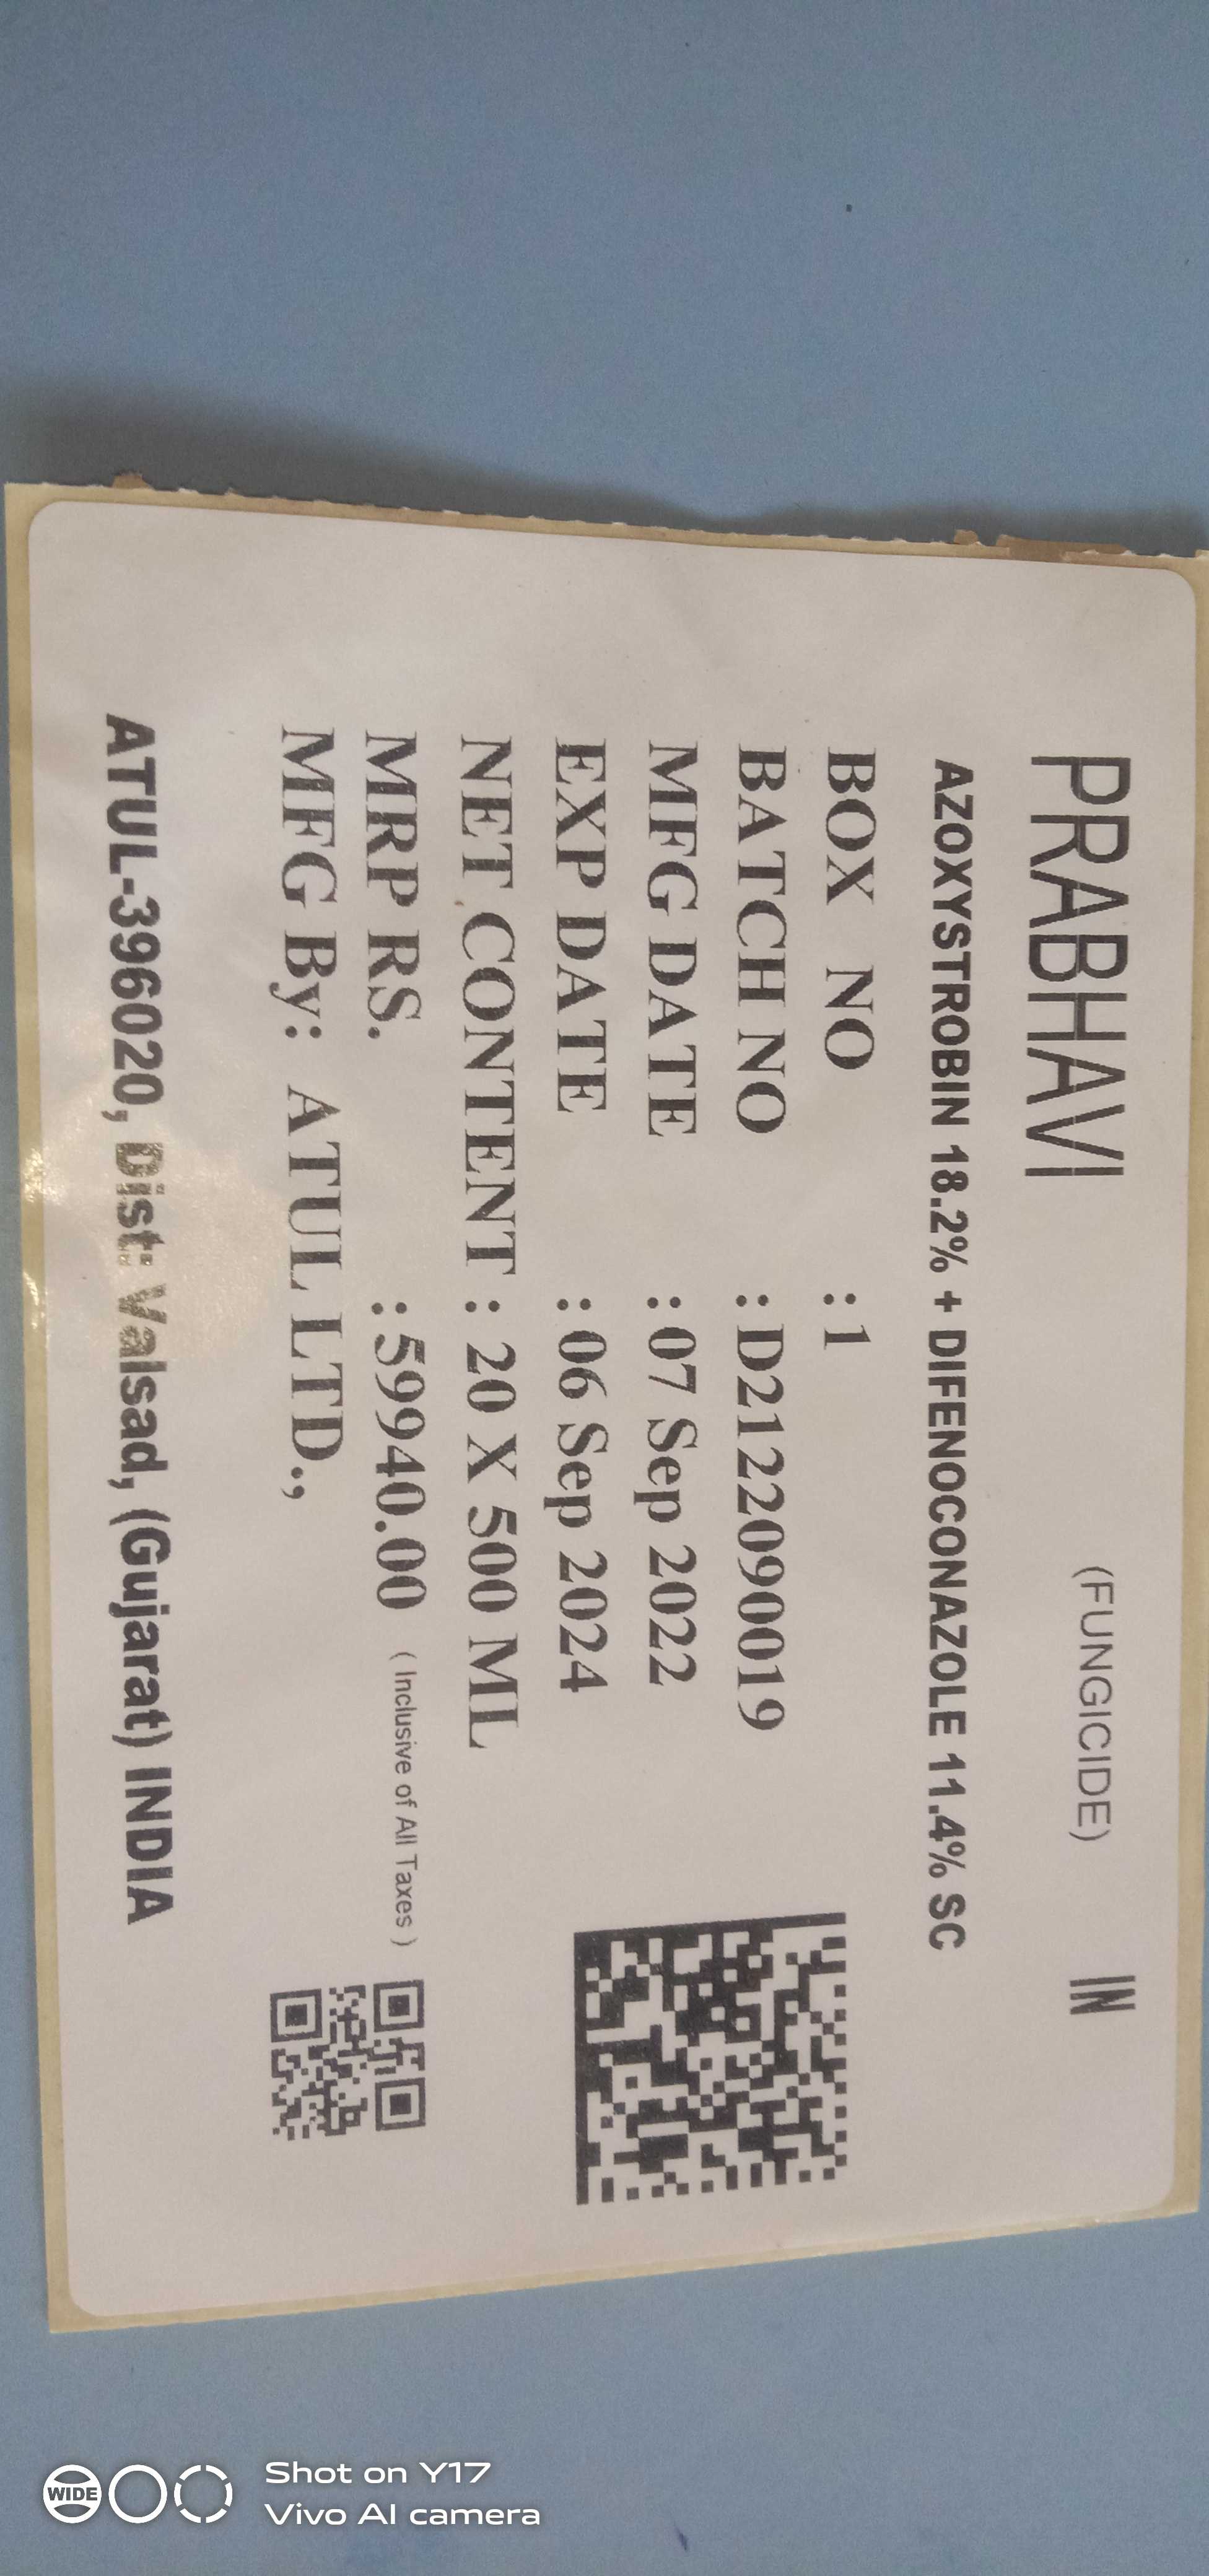 PRABHAVI (FUNGICIDE) IN
AZOXYSTROBIN 18.2% + DIFENOCONAZOLE 11.4% SC
BOX NO : 1
BATCH NO : D2122090019
MFG DATE : 07 Sep 2022
EXP DATE : 06 Sep 2024
NET CONTENT : 20 X 500 ML
MRP RS. : 59940.00 ( Inclusive of All Taxes )
MFG By: ATUL LTD.,
ATUL-396020, Dist: Valsad, (Gujarat) INDIA
WIDE
Shot on Y17
Vivo AI camera